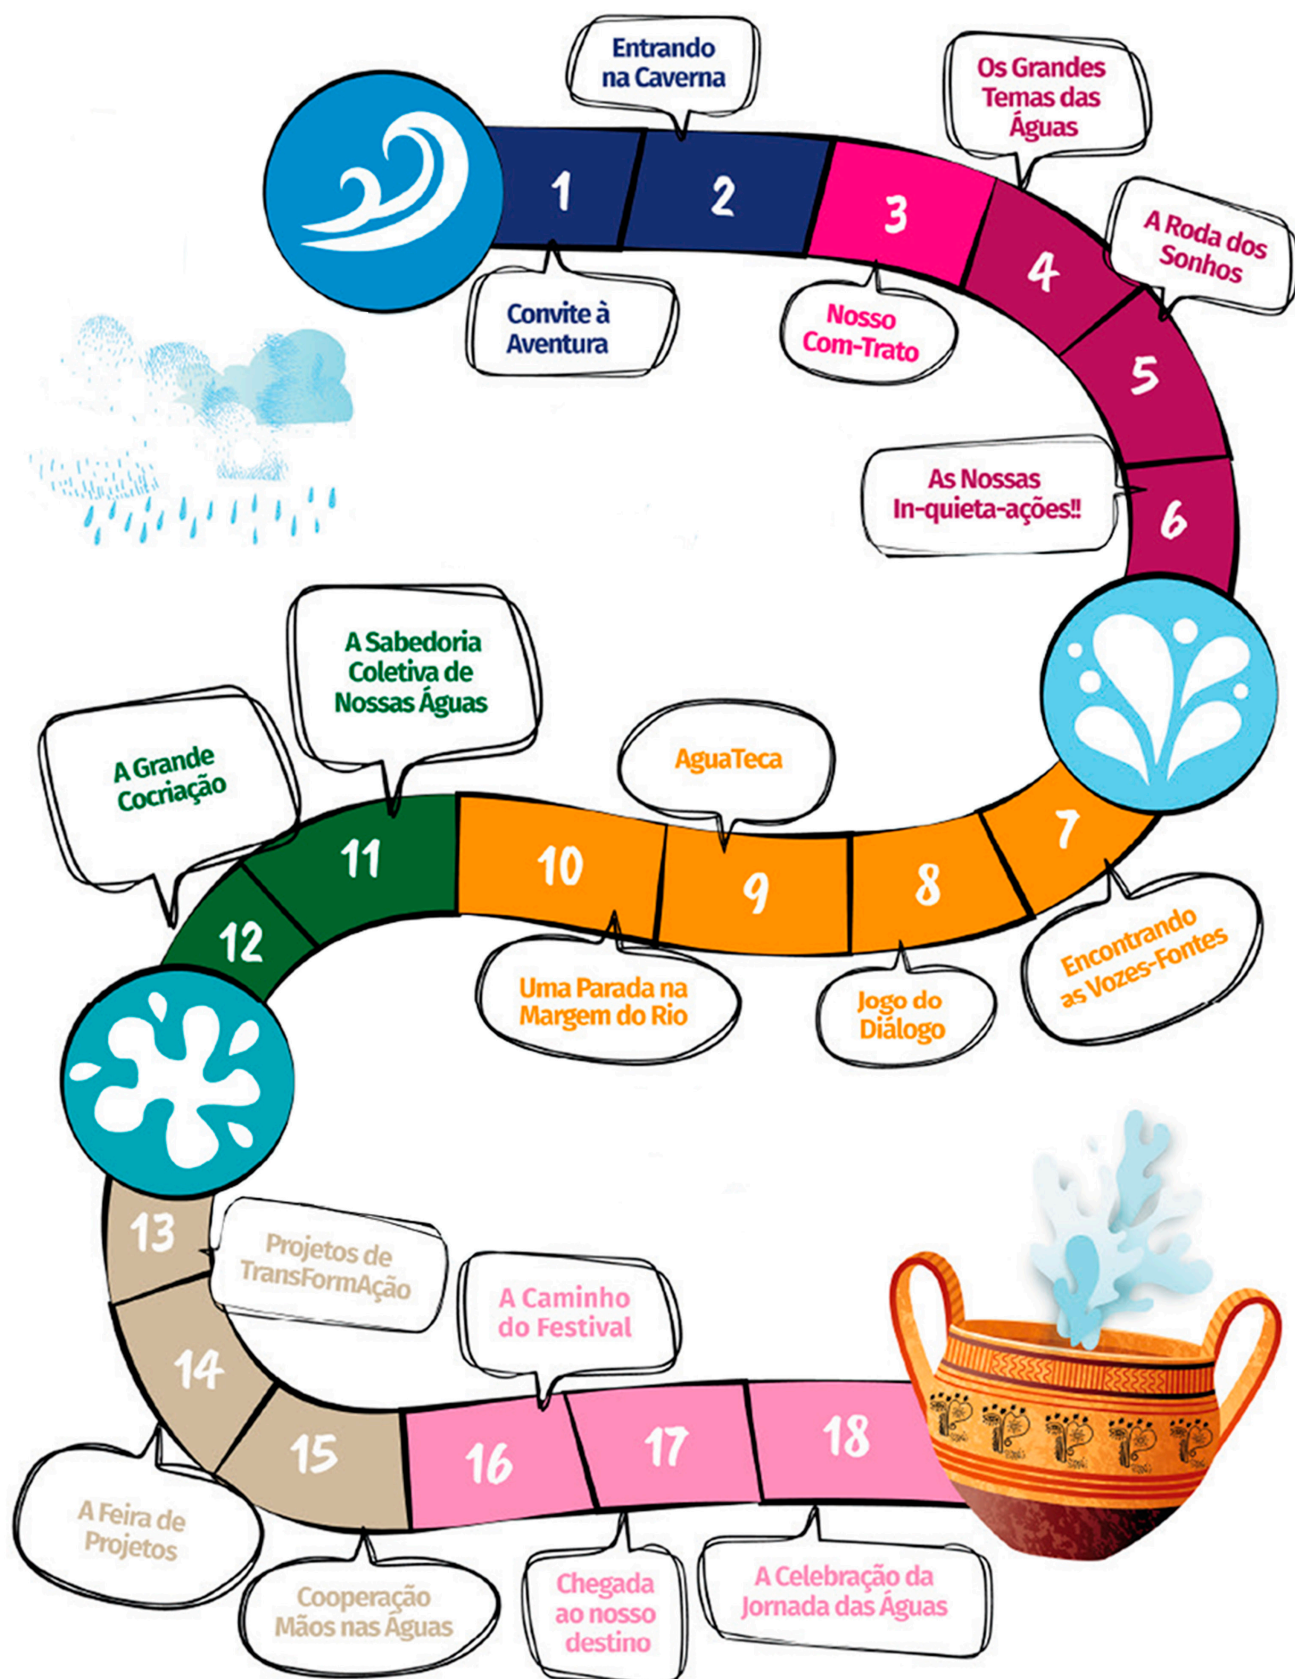 Entrando
na Caverna
Os Grandes
Temas das
Águas
1
2
3
4
A Roda dos
Sonhos
Convite à
Aventura
Nosso
Com-Trato
5
As Nossas
In-quieta-ações!!
6
A Sabedoria
Coletiva de
Nossas Águas
A Grande
Cocriação
AguaTeca
7
8
9
10
11
12
Encontrando
as Vozes-Fontes
Jogo do
Diálogo
Uma Parada na
Margem do Rio
13
Projetos de
TransFormAção
A Caminho
do Festival
14
15
16
17
18
A Feira de
Projetos
Cooperação
Mãos nas Águas
Chegada
ao nosso
destino
A Celebração da
Jornada das Águas